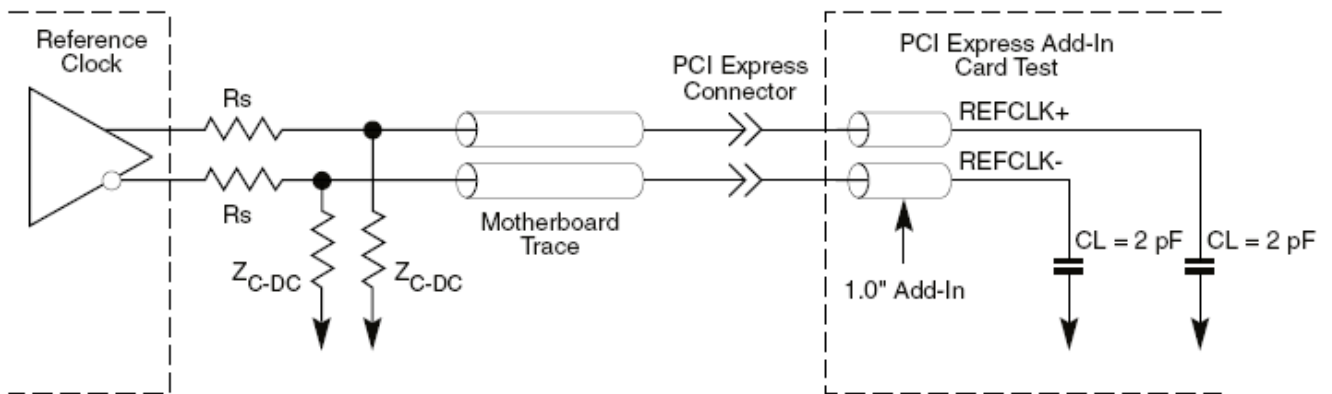 Reference
Clock
Rs
Rs
Z_C-DC
Z_C-DC
Motherboard
Trace
PCI Express
Connector
PCI Express Add-In
Card Test
REFCLK+
REFCLK-
1.0" Add-In
CL = 2 pF
CL = 2 pF